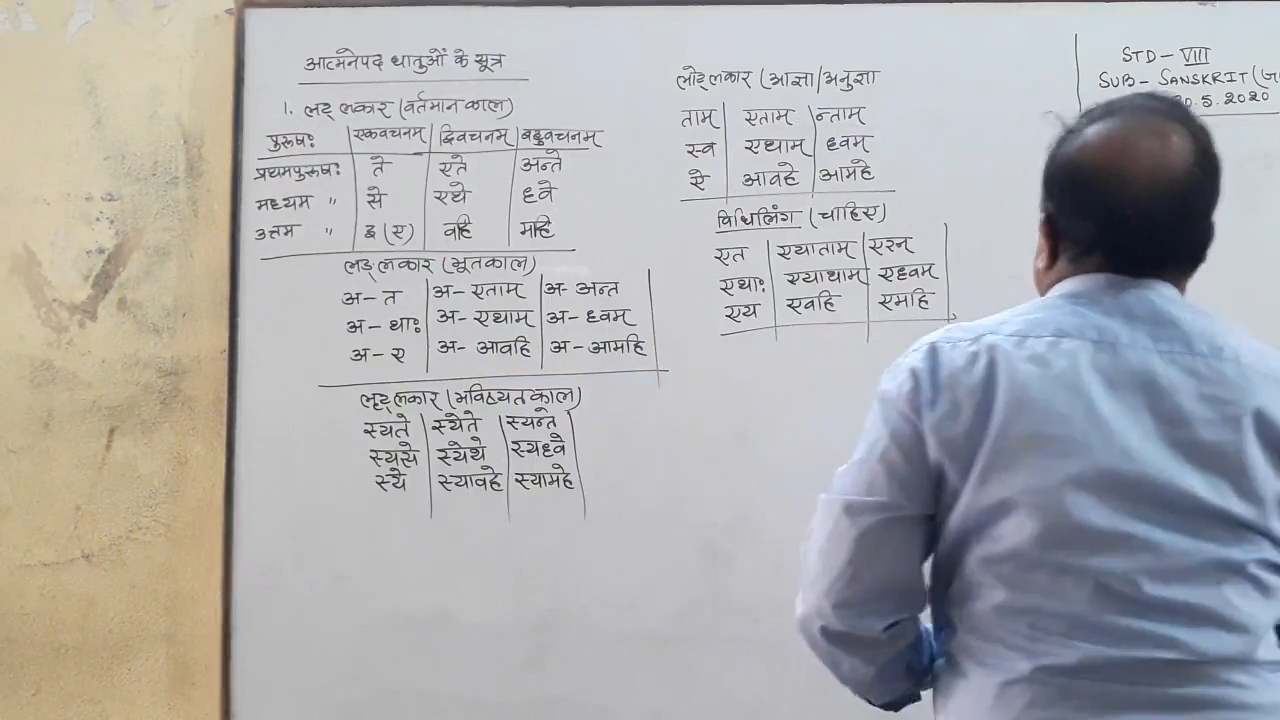 आत्मनेपद धातुओं के सूत्र
1. लट् लकार (वर्तमान काल)
पुरूषः एकवचनम् द्विवचनम् बहुवचनम्
प्रथमपुरूषः ते एते अन्ते
मध्यम " से एथे ध्वे
उत्तम " इ (ए) वहि महि
लङ् लकार (भूतकाल)
अ- त अ- एताम् अ- अन्त
अ- थाः अ- एथाम् अ- ध्वम्
अ- ए अ- आवहि अ- आमहि
लृट् लकार (भविष्यत काल)
स्यते स्येते स्यन्ते
स्यसे स्येथे स्यध्वे
स्ये स्यावहे स्यामहे
लोट् लकार (आज्ञा/अनुज्ञा
ताम् एताम् न्ताम्
स्व एथाम् ध्वम्
ऐ आवहे आमहे
विधिलिंग (चाहिए)
एत एयाताम् एरन्
एथाः एयाथाम् एध्वम्
एय एवहि एमहि
STD- VIII
SUB- SANSKRIT
0.5.2020